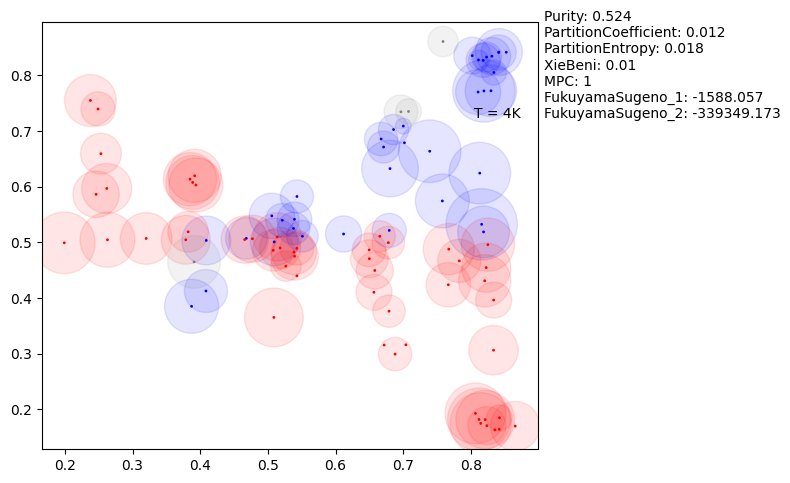 Purity: 0.524
PartitionCoefficient: 0.012
PartitionEntropy: 0.018
XieBeni: 0.01
MPC: 1
FukuyamaSugeno_1: -1588.057
FukuyamaSugeno_2: -339349.173
T = 4K
0.8
0.7
0.6
0.5
0.4
0.3
0.2
0.2 0.3 0.4 0.5 0.6 0.7 0.8